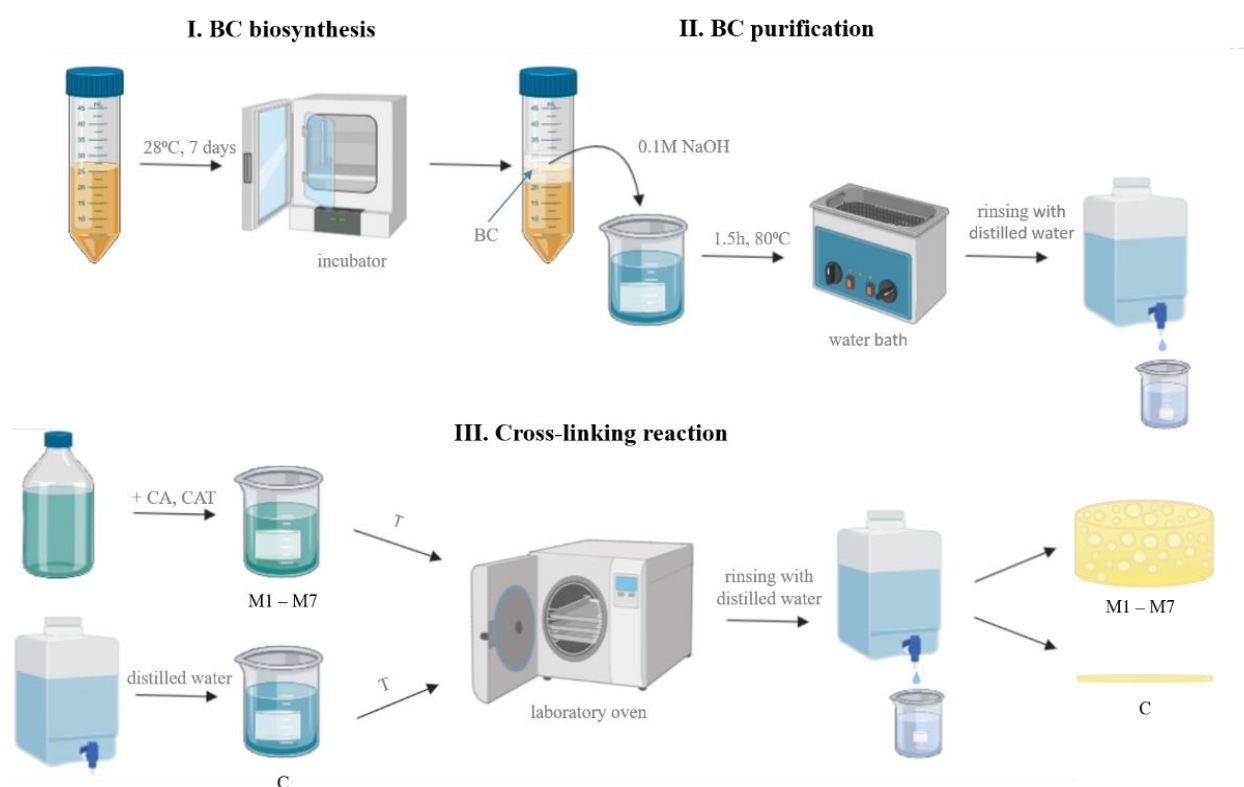 I. BC biosynthesis
II. BC purification
28ºC, 7 days
incubator
BC
0.1M NaOH
1.5h, 80ºC
water bath
rinsing with
distilled water
III. Cross-linking reaction
+ CA, CAT
M1 – M7
T
distilled water
C
T
laboratory oven
rinsing with
distilled water
M1 – M7
C